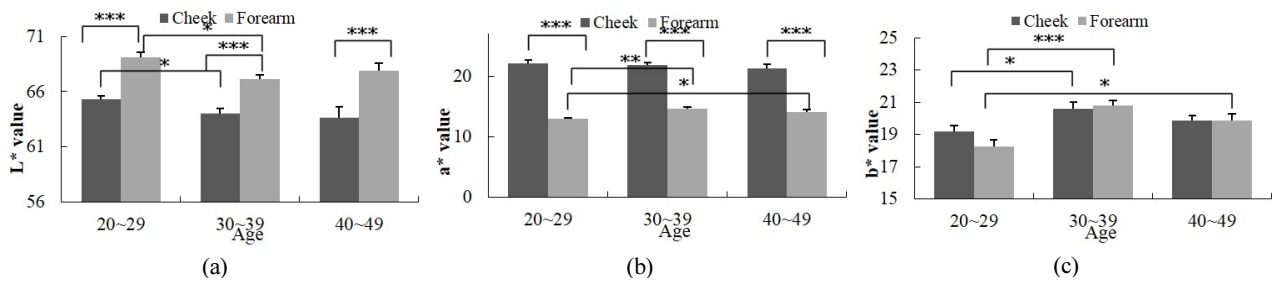 Cheek Forearm
71
66
61
56
L* value
***
*
*
***
***
20~29 30~39 40~49
Age
(a)
Cheek Forearm
20
10
0
a* value
***
***
***
**
*
20~29 30~39 40~49
Age
(b)
Cheek Forearm
25
23
21
19
17
15
b* value
***
*
*
20~29 30~39 40~49
Age
(c)